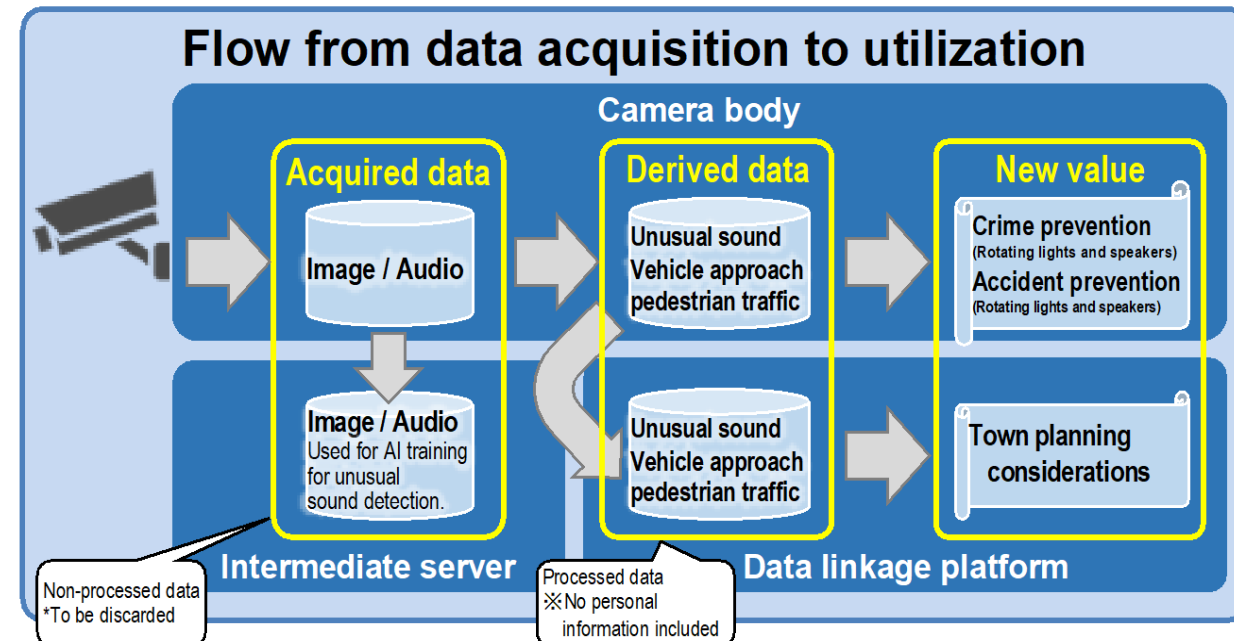 Flow from data acquisition to utilization
Camera body
Acquired data
Image / Audio
Derived data
Unusual sound
Vehicle approach
pedestrian traffic
New value
Crime prevention
(Rotating lights and speakers)
Accident prevention
(Rotating lights and speakers)
Image / Audio
Used for AI training
for unusual
sound detection.
Unusual sound
Vehicle approach
pedestrian traffic
Town planning
considerations
Intermediate server
Data linkage platform
Non-processed data
*To be discarded
Processed data
※No personal
information included